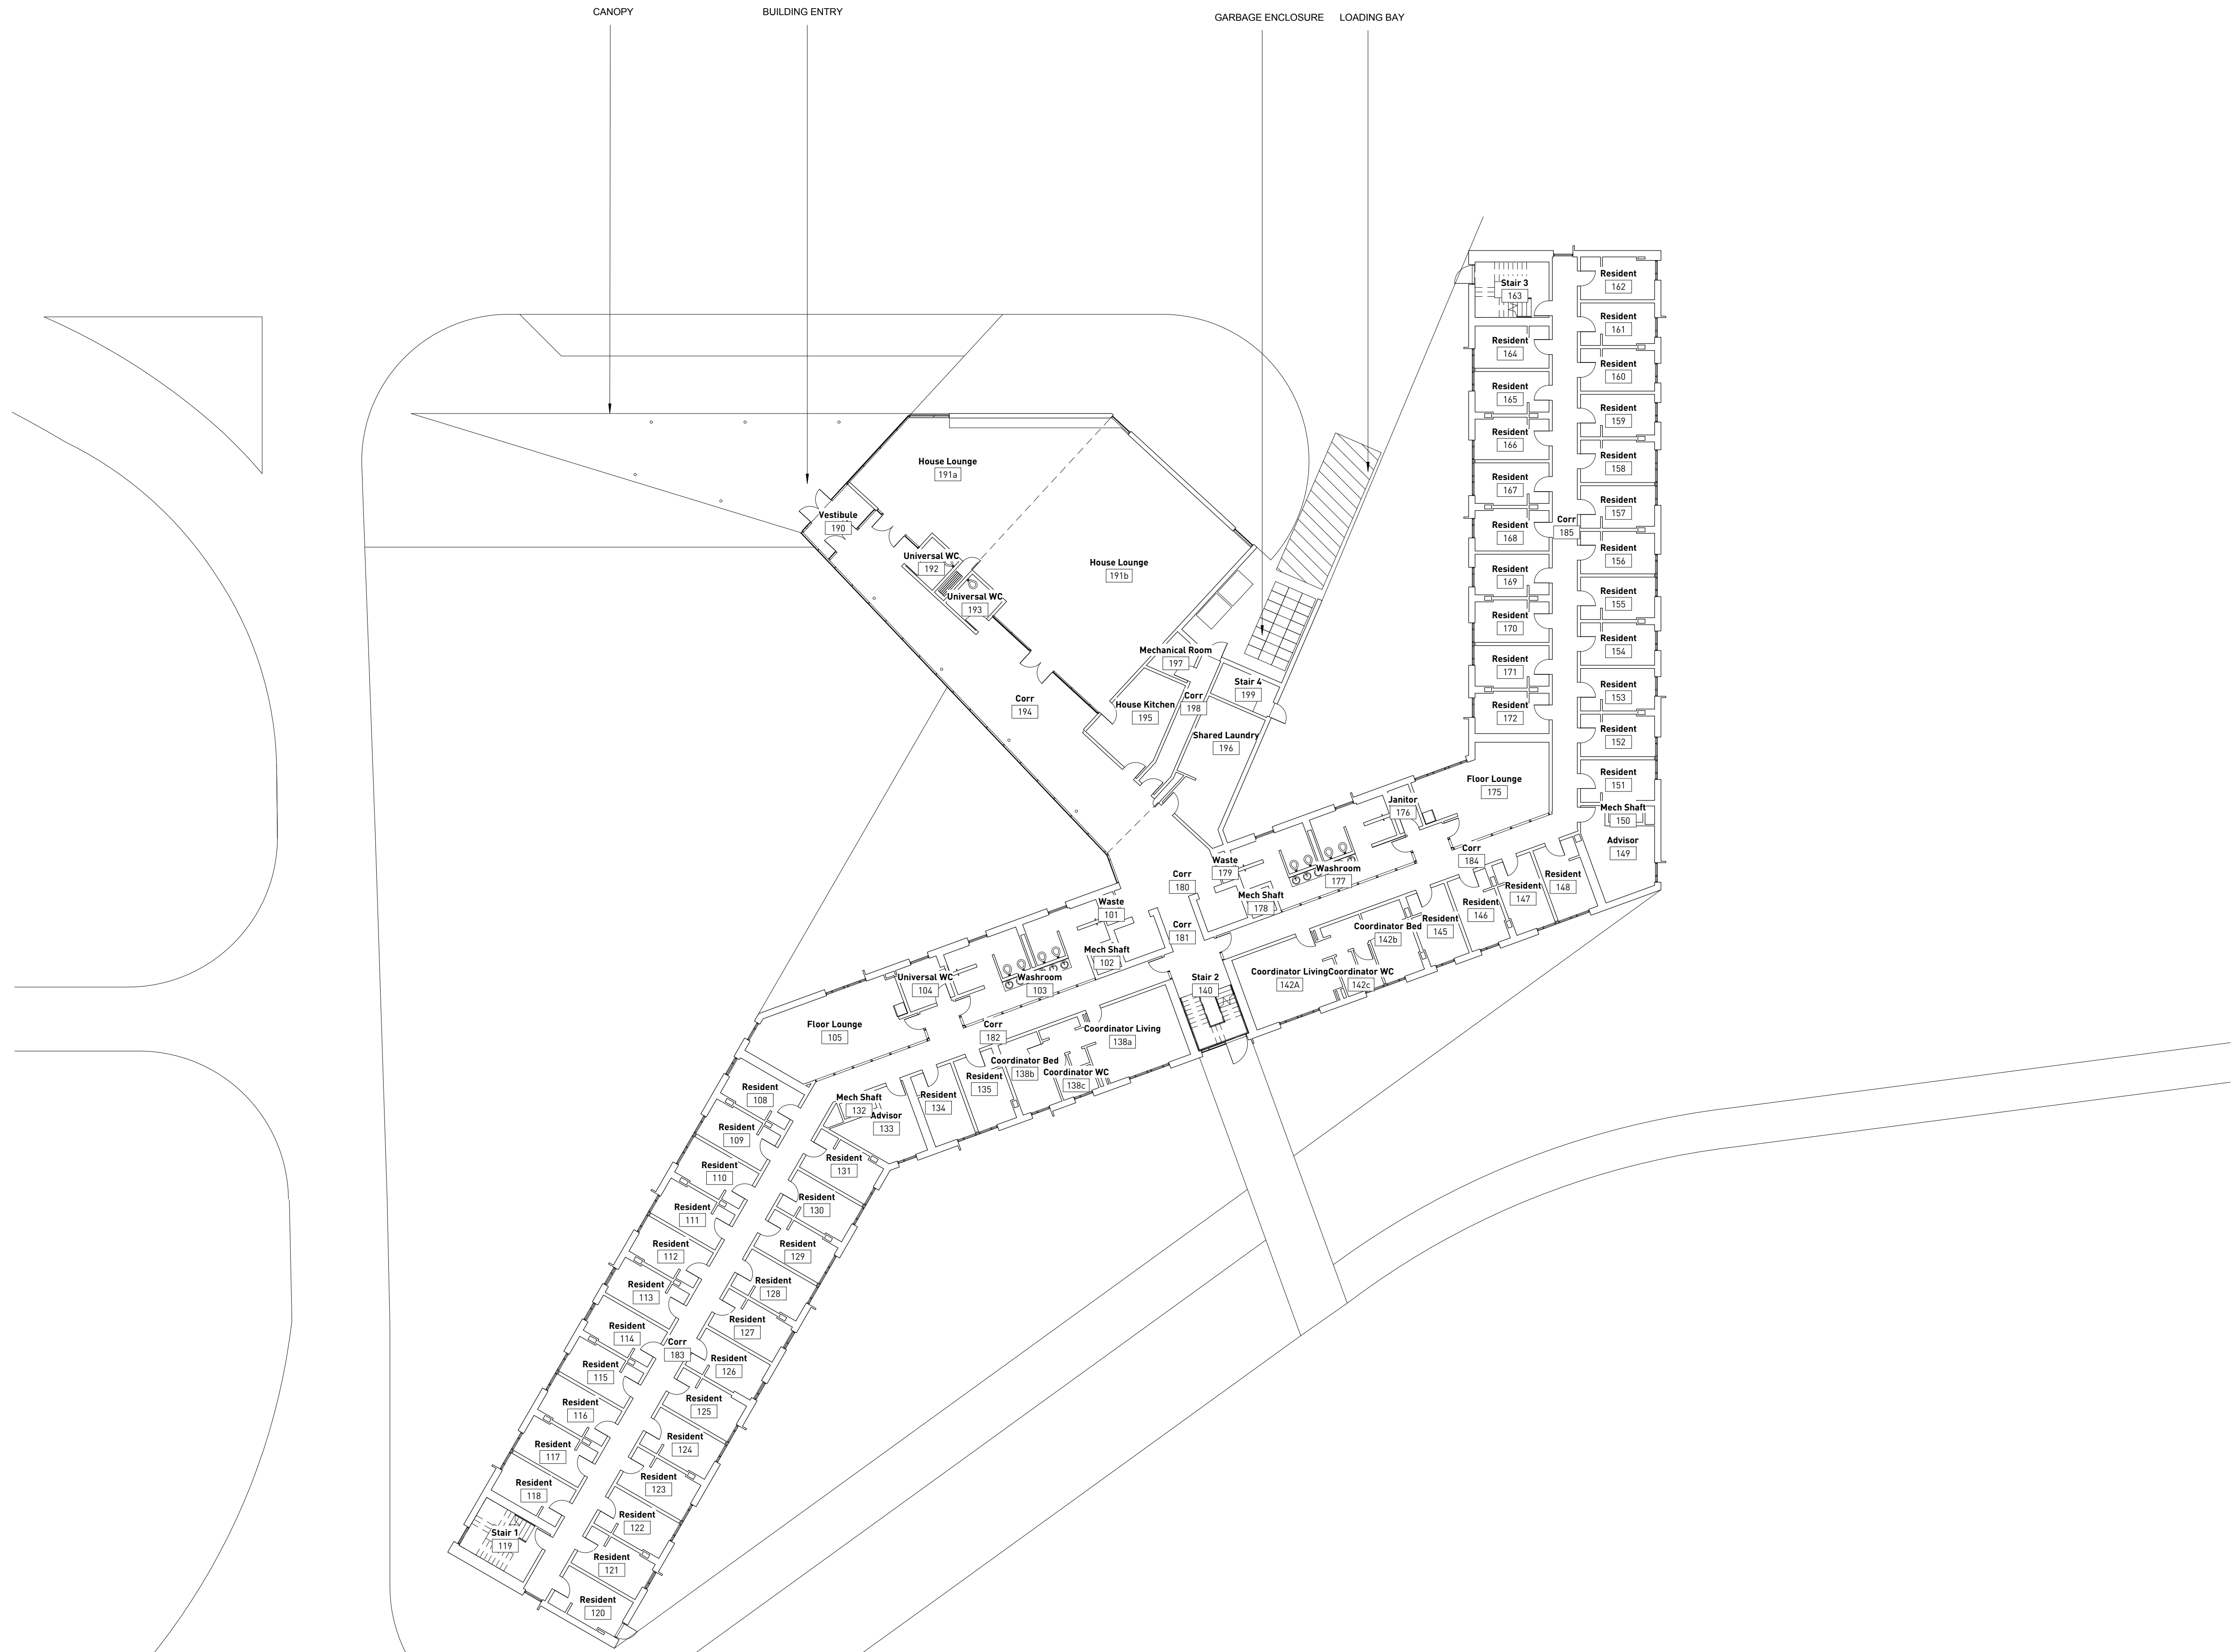 CANOPY
BUILDING ENTRY
GARBAGE ENCLOSURE
LOADING BAY
Resident
162
Stair 3
163
Resident
161
Resident
164
Resident
160
Resident
165
Resident
159
Resident
166
Resident
158
Resident
167
Resident
157
Corr
185
Resident
168
Resident
156
Resident
169
Resident
155
Resident
170
Resident
154
Resident
171
Resident
153
Resident
172
Resident
152
Resident
151
Floor Lounge
175
Mech Shaft
150
Advisor
149
House Lounge
191a
Vestibule
190
Universal WC
192
House Lounge
191b
Universal WC
193
Mechanical Room
197
Stair 4
199
Corr
194
Corr
198
House Kitchen
195
Shared Laundry
196
Janitor
176
Corr
184
Waste
179
Washroom
177
Corr
180
Mech Shaft
178
Resident
148
Resident
147
Resident
146
Resident
145
Coordinator Bed
142b
Waste
101
Corr
181
Mech Shaft
102
Coordinator Living
142A
Coordinator WC
142c
Stair 2
140
Universal WC
104
Washroom
103
Floor Lounge
105
Corr
182
Coordinator Living
138a
Coordinator Bed
138b
Coordinator WC
138c
Resident
135
Resident
134
Mech Shaft
132
Advisor
133
Resident
108
Resident
109
Resident
131
Resident
110
Resident
130
Resident
111
Resident
129
Resident
112
Resident
128
Resident
113
Resident
127
Resident
114
Corr
183
Resident
126
Resident
115
Resident
125
Resident
116
Resident
124
Resident
117
Resident
123
Resident
118
Resident
122
Stair 1
119
Resident
121
Resident
120